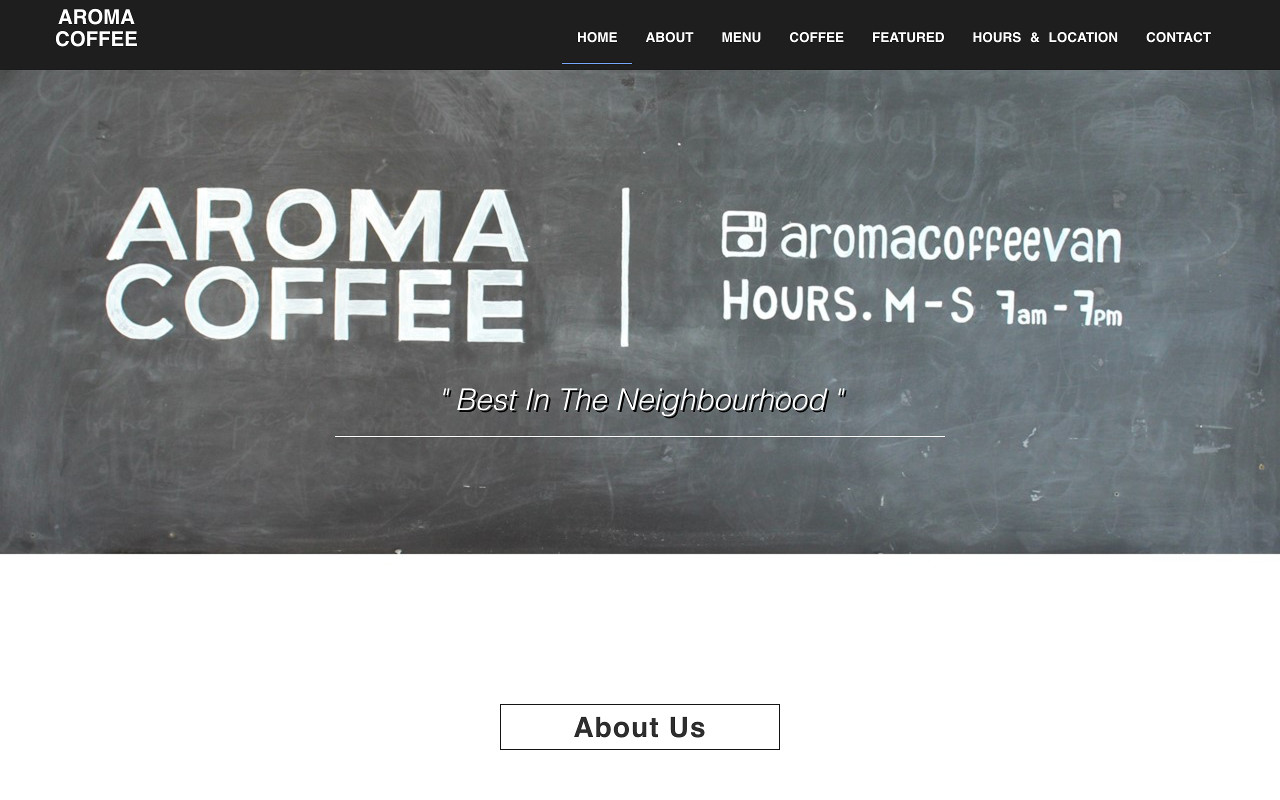 AROMA
COFFEE
HOME ABOUT MENU COFFEE FEATURED HOURS & LOCATION CONTACT
AROMA
COFFEE
aromacoffeevan
HOURS. M - S 7am - 7pm
" Best In The Neighbourhood "
About Us